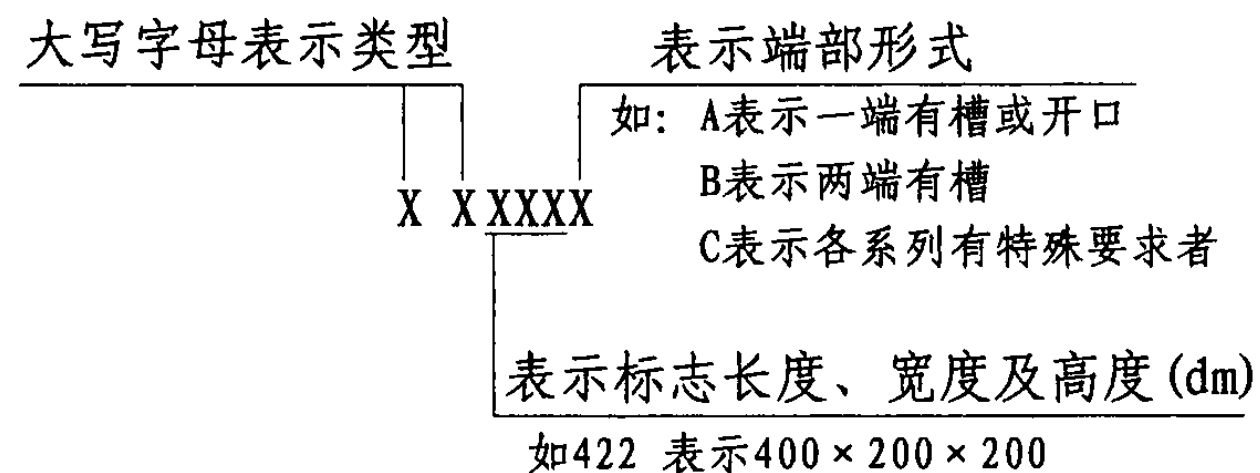 大写字母表示类型
表示端部形式
如: A表示一端有槽或开口
B表示两端有槽
C表示各系列有特殊要求者
X X XXXX
表示标志长度、宽度及高度(dm)
如422 表示400×200×200